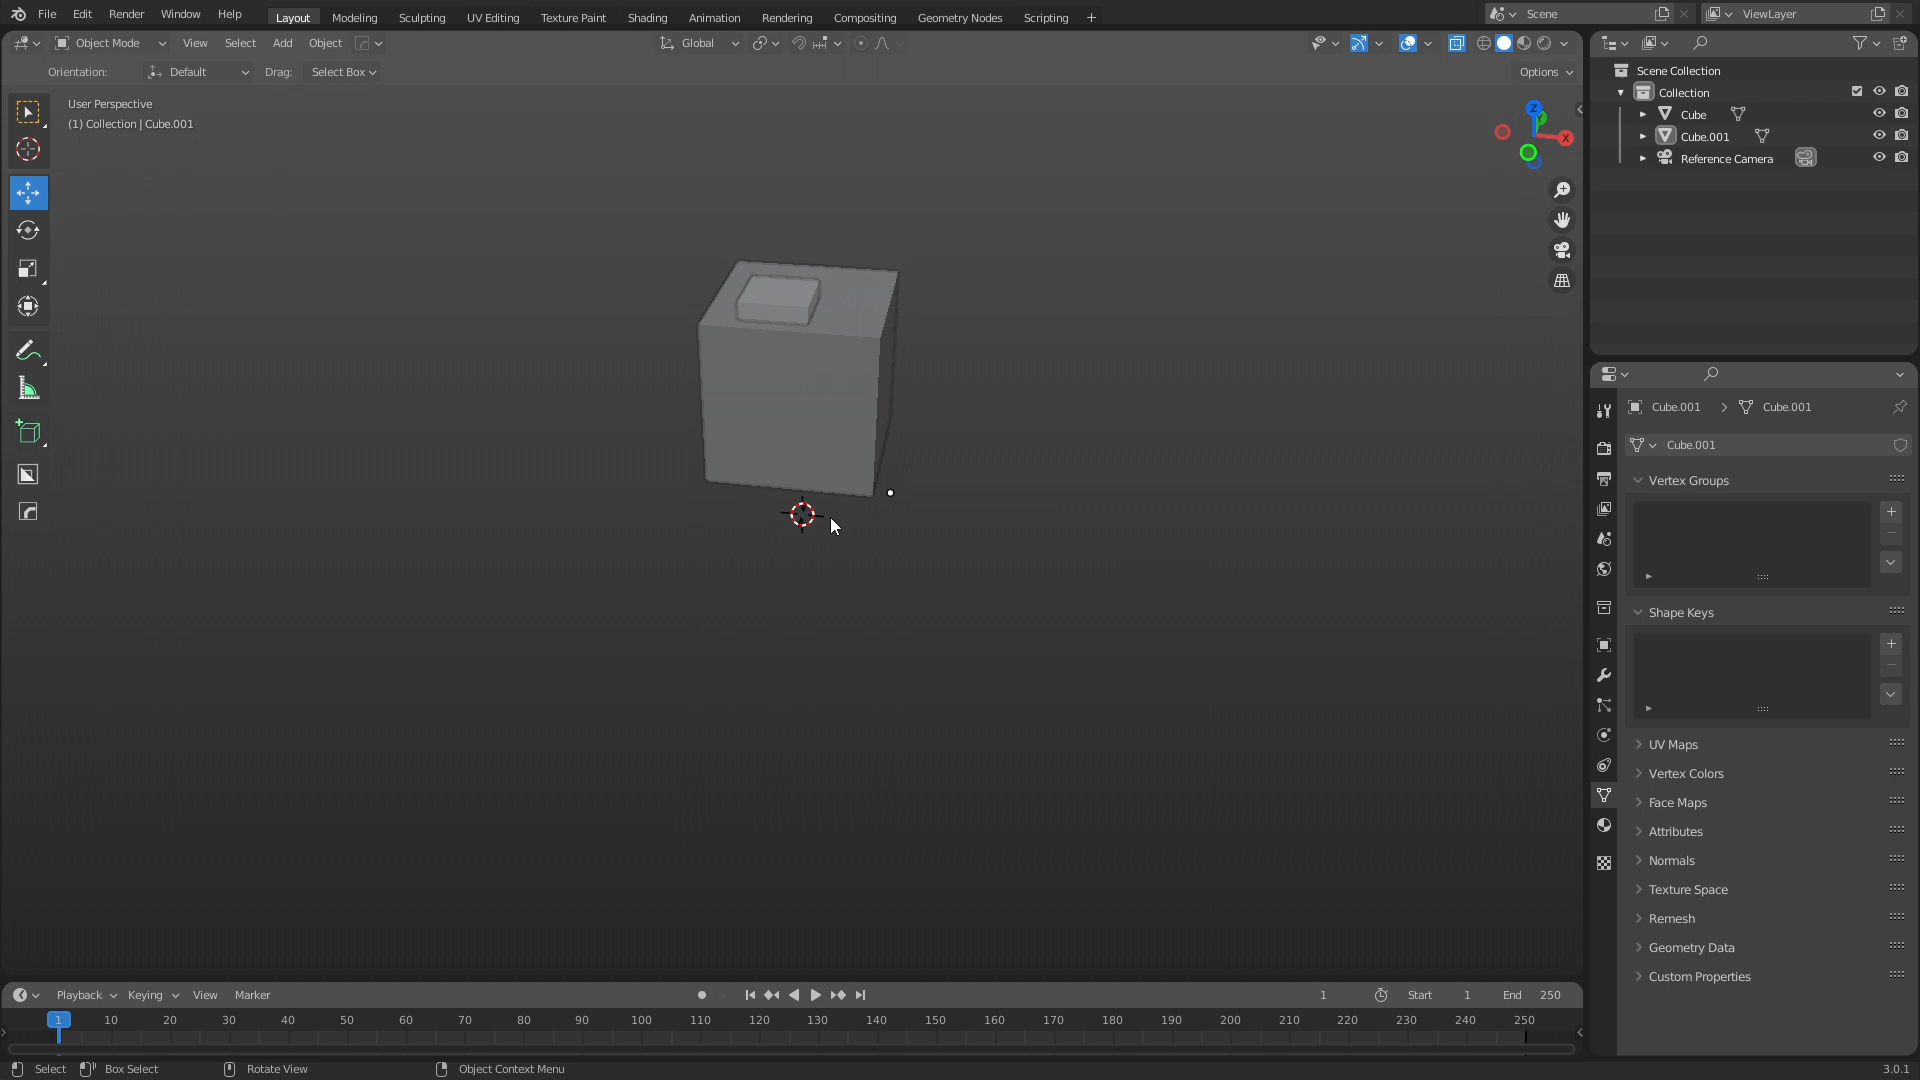 File Edit Render Window Help Layout Modeling Sculpting UV Editing Texture Paint Shading Animation Rendering Compositing Geometry Nodes Scripting + Scene ViewLayer
Object Mode View Select Add Object Global
Orientation: Default Drag: Select Box Options
User Perspective
(1) Collection | Cube.001
Z
Y
X
Scene Collection
Collection
Cube
Cube.001
Reference Camera
Cube.001 > Cube.001
Cube.001
Vertex Groups
Shape Keys
UV Maps
Vertex Colors
Face Maps
Attributes
Normals
Texture Space
Remesh
Geometry Data
Custom Properties
Playback Keying View Marker 1 Start 1 End 250
1 10 20 30 40 50 60 70 80 90 100 110 120 130 140 150 160 170 180 190 200 210 220 230 240 250
Select Box Select Rotate View Object Context Menu 3.0.1